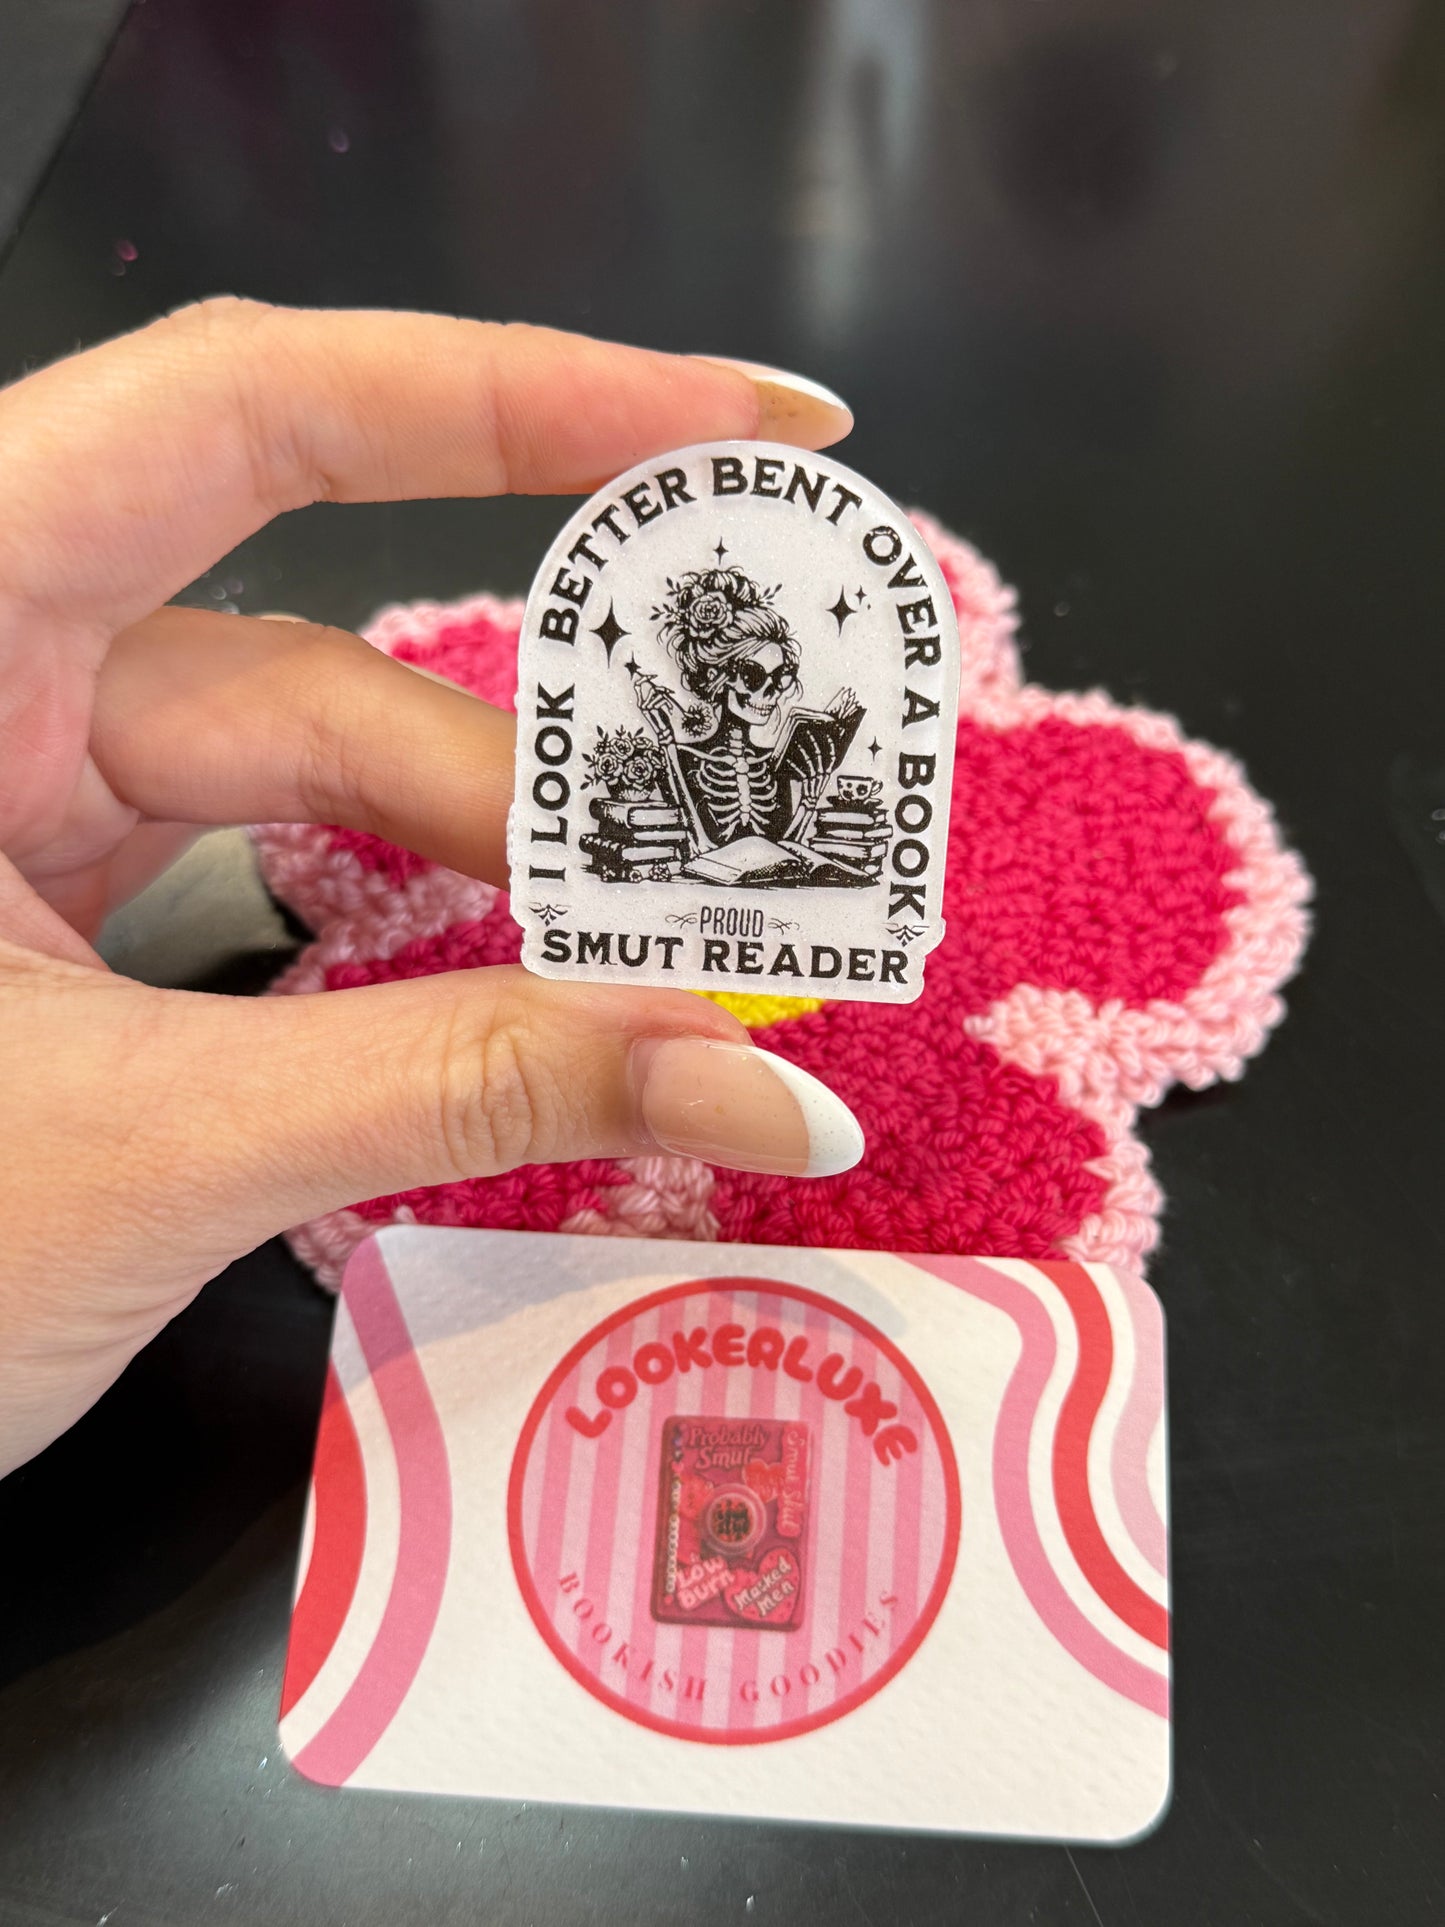 I LOOK BETTER BENT OVER A BOOK
PROUD
SMUT READER
LOOKERLUXE
Probably
Smut
Smut Slut
Low
burn
Masked
Men
BOOKISH GOODIES